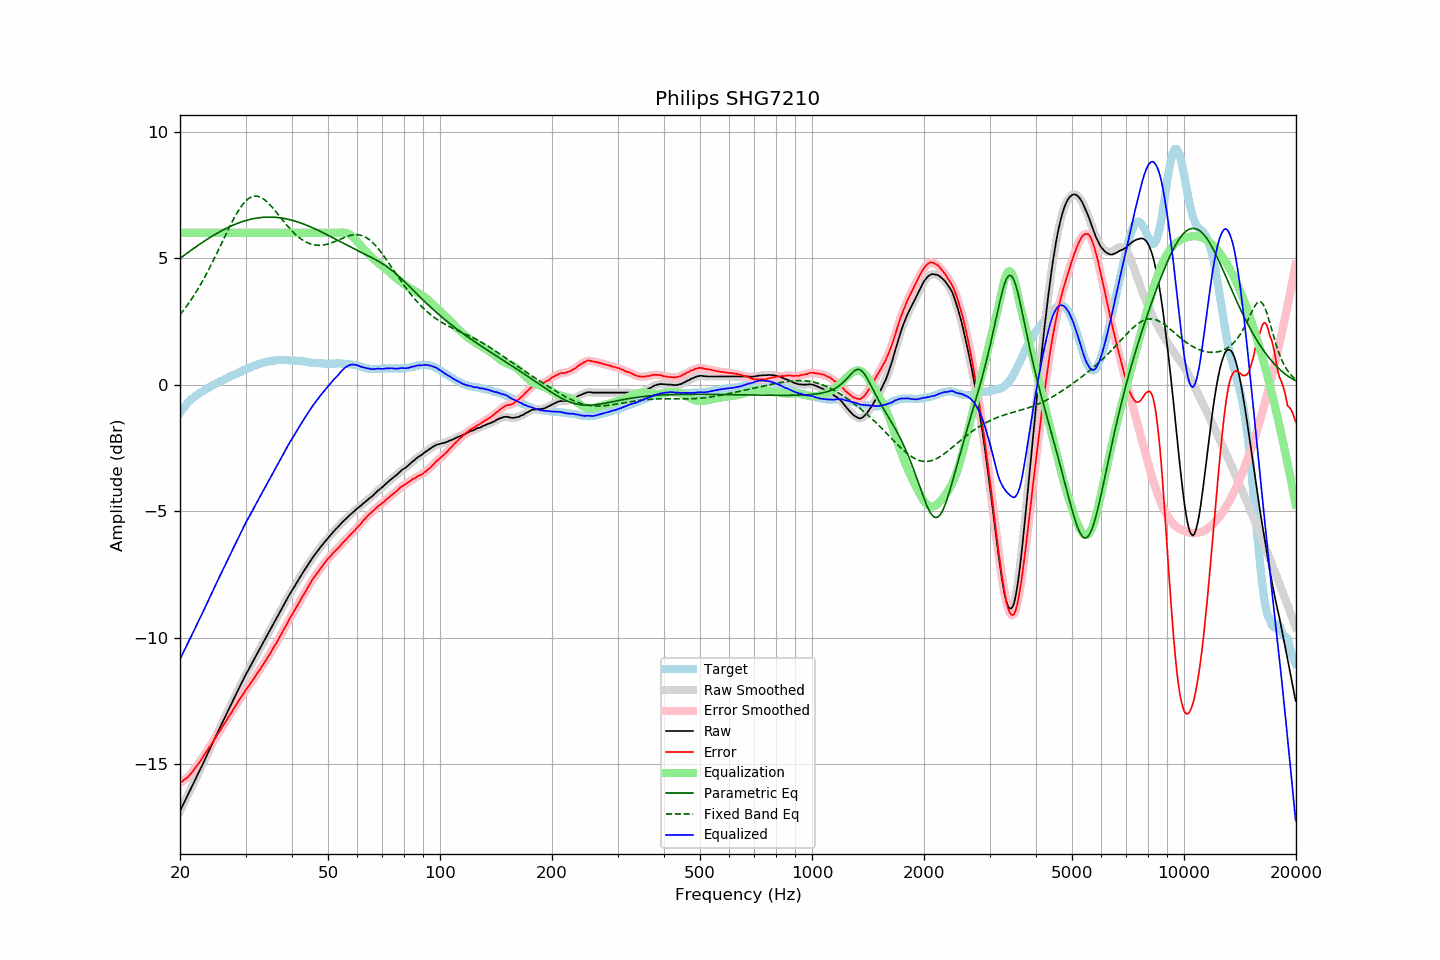 Philips SHG7210
10
5
0
−5
−10
−15
Amplitude (dBr)
20
50
100
200
500
1000
2000
5000
10000
20000
Frequency (Hz)
Target
Raw Smoothed
Error Smoothed
Raw
Error
Equalization
Parametric Eq
Fixed Band Eq
Equalized